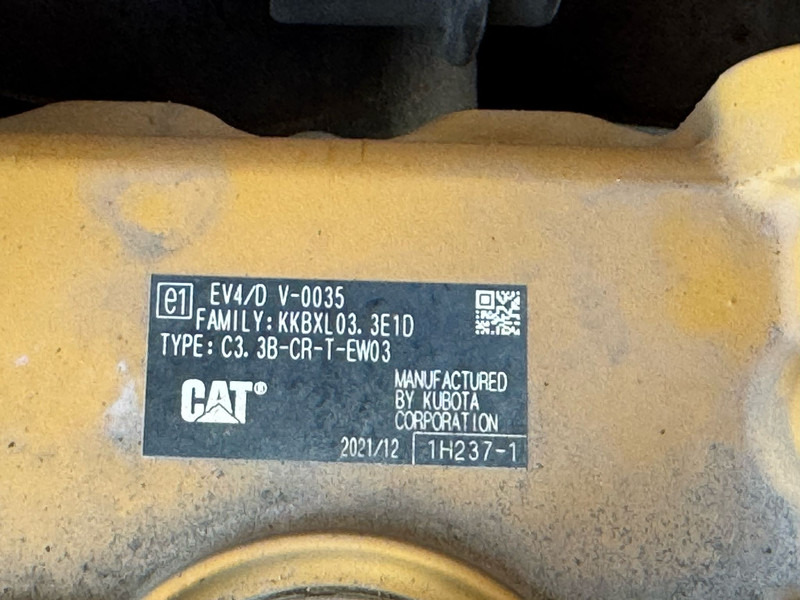 e1 EV4/D V-0035
FAMILY: KKBXL03. 3E1D
TYPE: C3. 3B-CR-T-EW03
CAT®
MANUFACTURED
BY KUBOTA
CORPORATION
2021/12 1H237-1